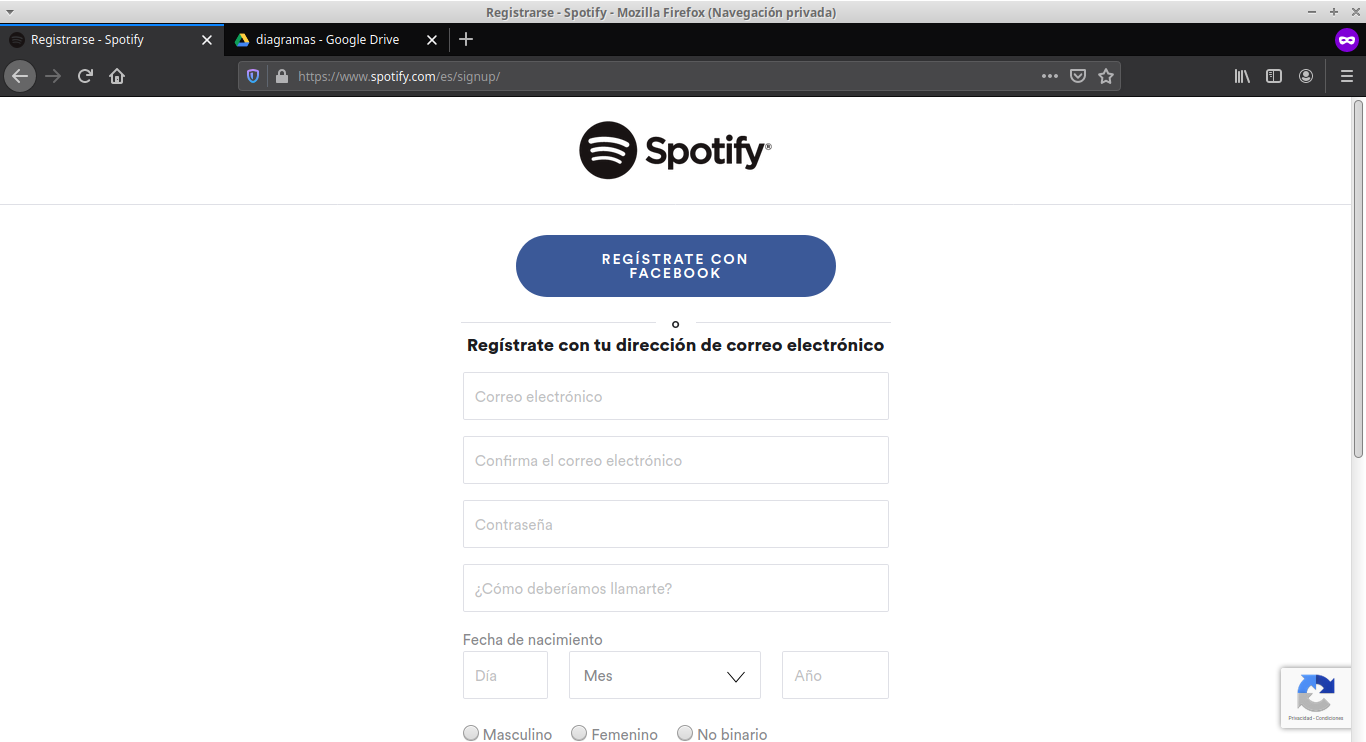 Registrarse - Spotify - Mozilla Firefox (Navegación privada)
Registrarse - Spotify
diagramas - Google Drive
https://www.spotify.com/es/signup/
Spotify®
REGÍSTRATE CON
FACEBOOK
o
Regístrate con tu dirección de correo electrónico
Correo electrónico
Confirma el correo electrónico
Contraseña
¿Cómo deberíamos llamarte?
Fecha de nacimiento
Día
Mes
Año
Privacidad - Condiciones
Masculino
Femenino
No binario